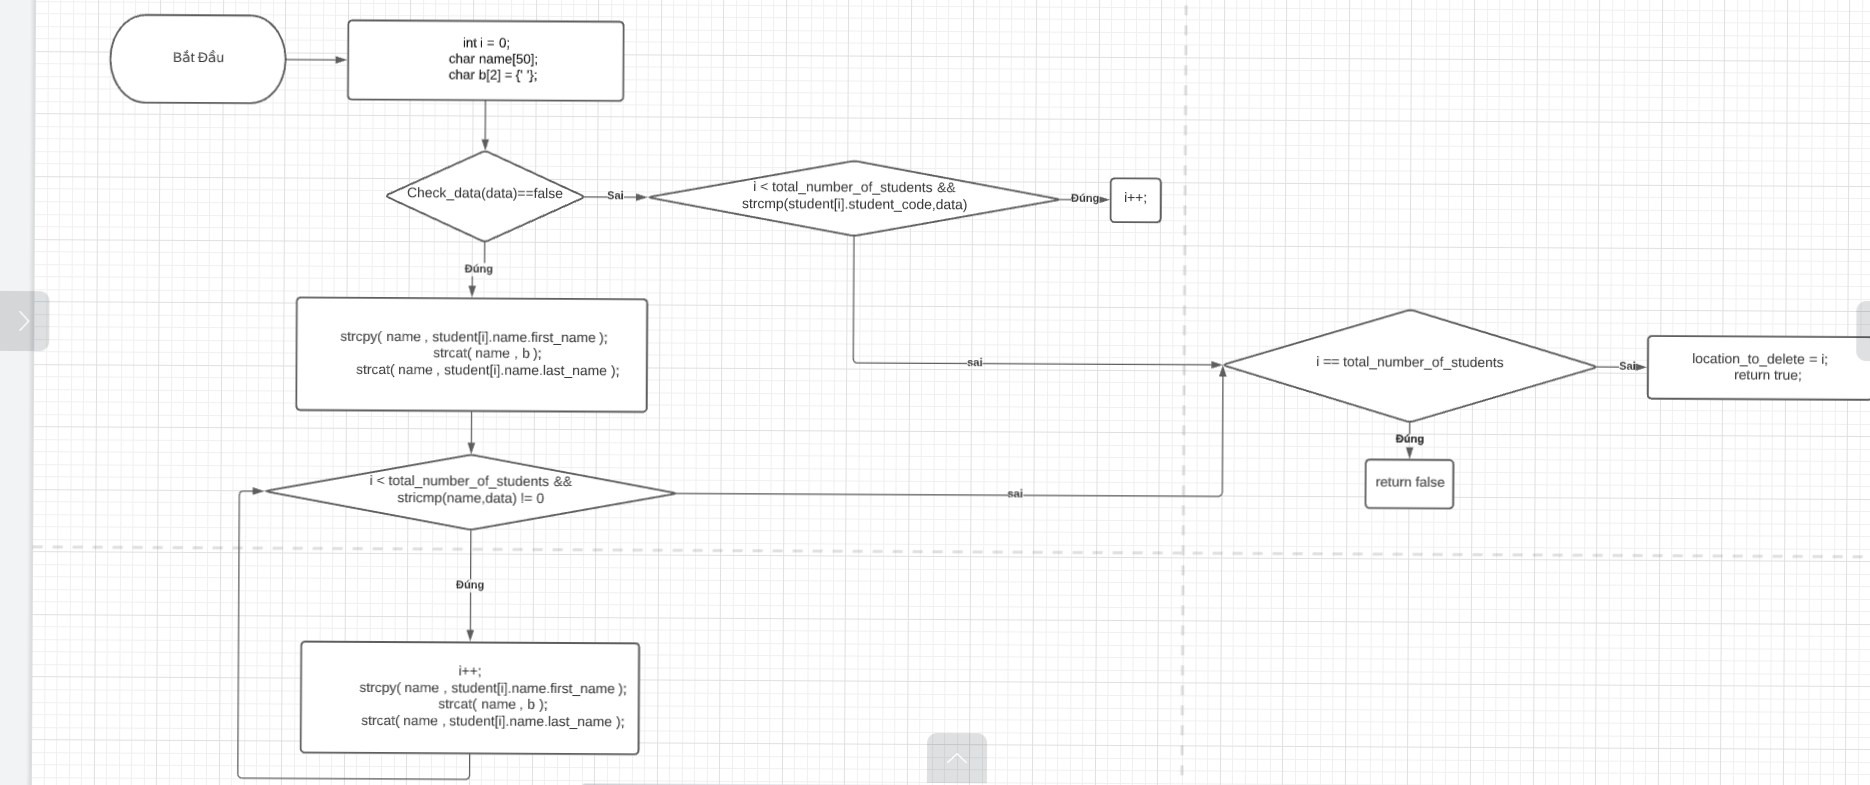 Bắt Đầu
int i = 0;
char name[50];
char b[2] = {' '};
Check_data(data)==false
Sai
i < total_number_of_students &&
strcmp(student[i].student_code,data)
Đúng
i++;
Đúng
strcpy( name , student[i].name.first_name );
strcat( name , b );
strcat( name , student[i].name.last_name );
sai
i == total_number_of_students
Sai
location_to_delete = i;
return true;
Đúng
return false
i < total_number_of_students &&
stricmp(name,data) != 0
sai
Đúng
i++;
strcpy( name , student[i].name.first_name );
strcat( name , b );
strcat( name , student[i].name.last_name );